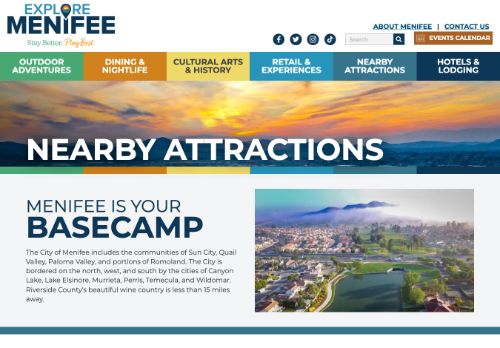 EXPLORE
MENIFEE
Stay Better. Play Best.
ABOUT MENIFEE | CONTACT US
Search
EVENTS CALENDAR
OUTDOOR
ADVENTURES
DINING &
NIGHTLIFE
CULTURAL ARTS
& HISTORY
RETAIL &
EXPERIENCES
NEARBY
ATTRACTIONS
HOTELS &
LODGING
NEARBY ATTRACTIONS
MENIFEE IS YOUR
BASECAMP
The City of Menifee includes the communities of Sun City, Quail
Valley, Paloma Valley, and portions of Romoland. The City is
bordered on the north, west, and south by the cities of Canyon
Lake, Lake Elsinore, Murrieta, Perris, Temecula, and Wildomar.
Riverside County's beautiful wine country is less than 15 miles
away.